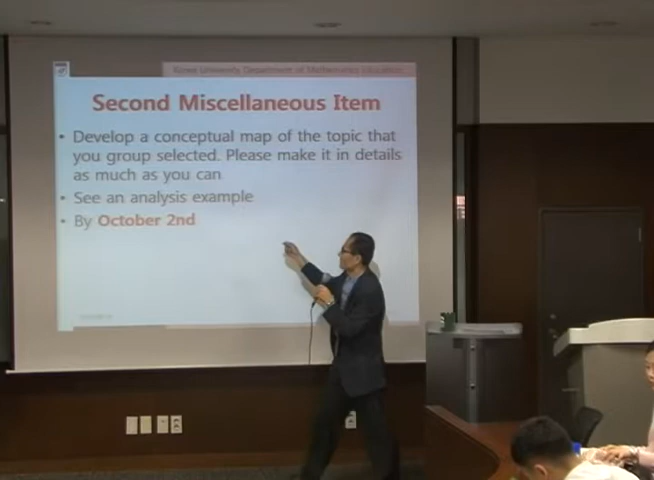 Korea University Department of Mathematics Education
Second Miscellaneous Item
• Develop a conceptual map of the topic that
you group selected. Please make it in details
as much as you can
• See an analysis example
• By October 2nd